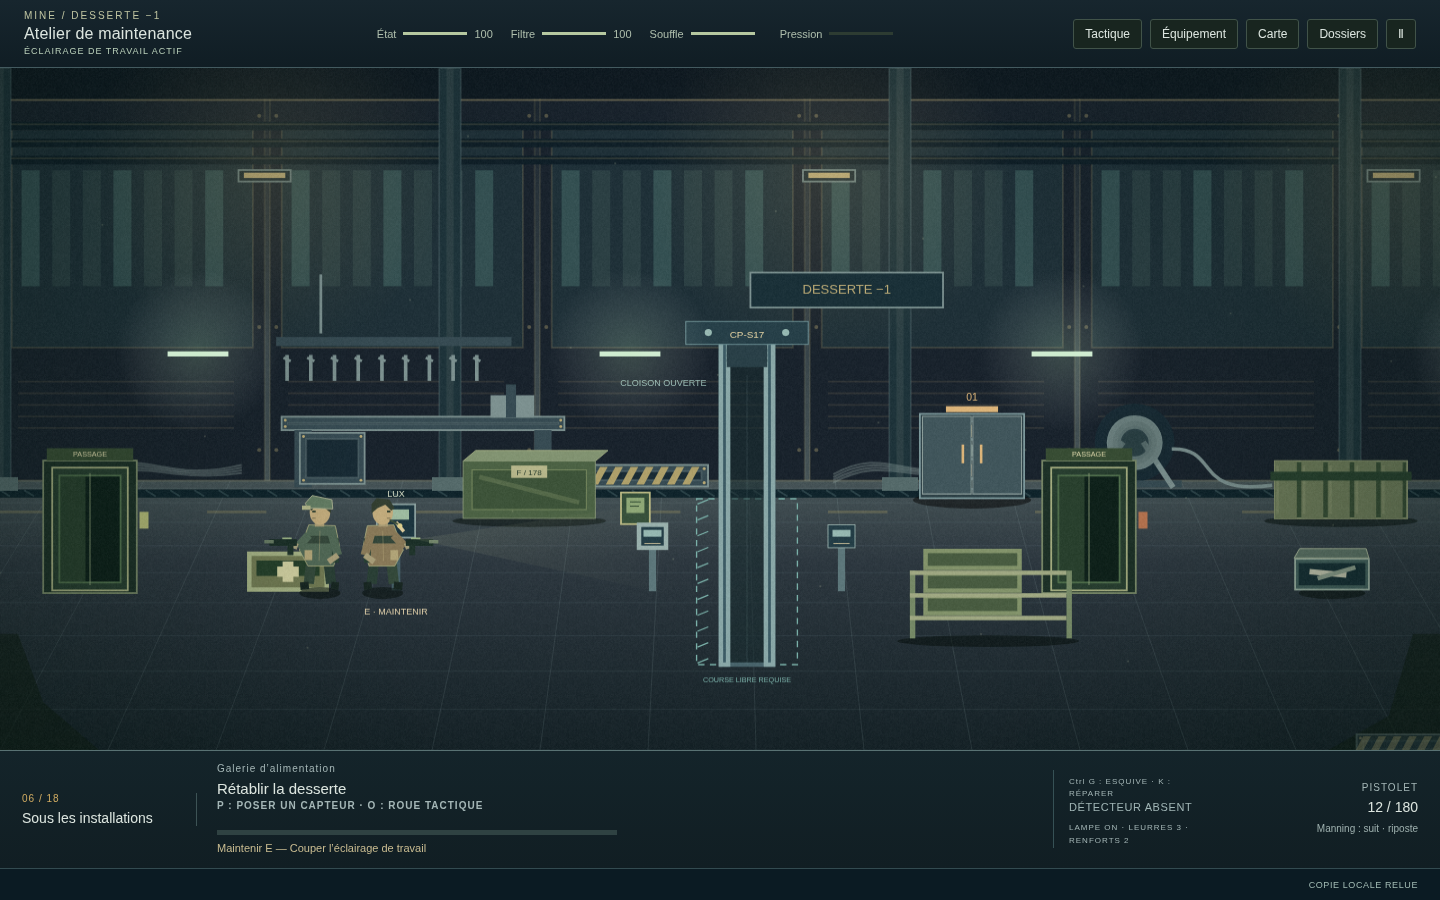 MINE / DESSERTE −1
Atelier de maintenance
ÉCLAIRAGE DE TRAVAIL ACTIF
État 100 Filtre 100 Souffle Pression
Tactique Équipement Carte Dossiers II
DESSERTE −1
CP-S17
CLOISON OUVERTE
01
PASSAGE
PASSAGE
F / 178
LUX
E · MAINTENIR
COURSE LIBRE REQUISE
06 / 18
Sous les installations
Galerie d'alimentation
Rétablir la desserte
P : POSER UN CAPTEUR · O : ROUE TACTIQUE
Maintenir E — Couper l'éclairage de travail
Ctrl G : ESQUIVE · K :
RÉPARER
DÉTECTEUR ABSENT
LAMPE ON · LEURRES 3 ·
RENFORTS 2
PISTOLET
12 / 180
Manning : suit · riposte
COPIE LOCALE RELUE